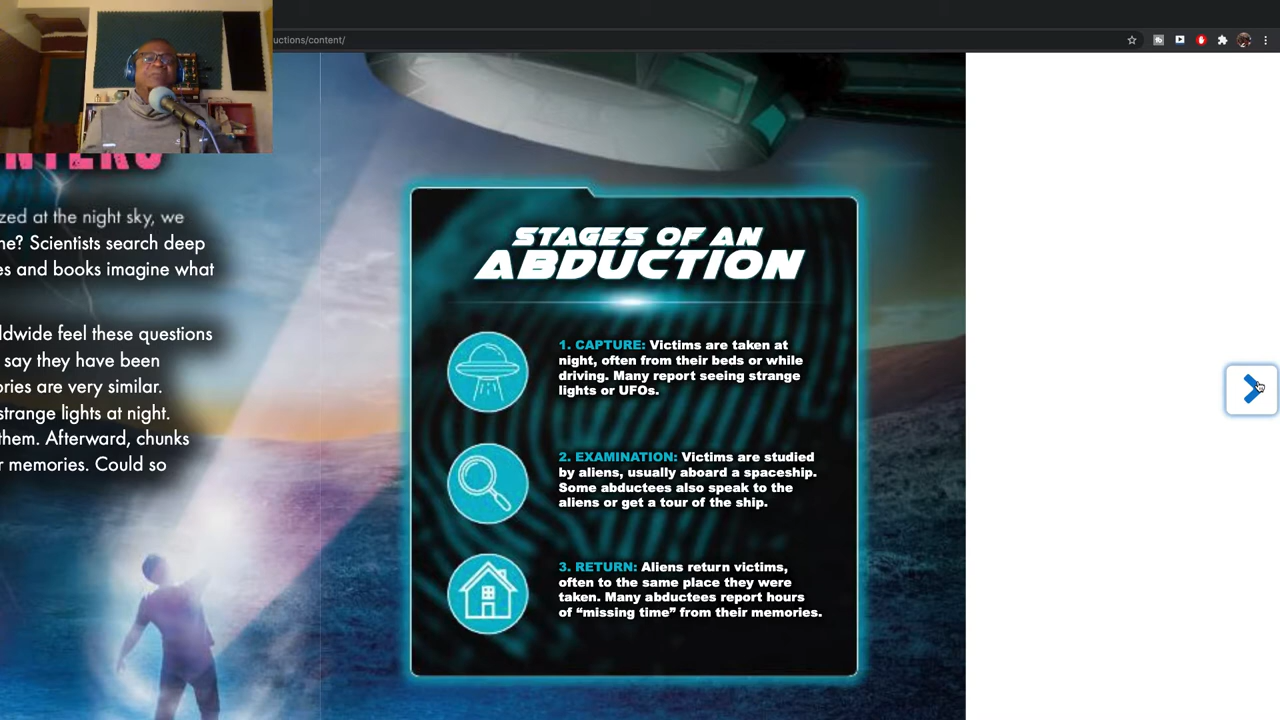 uctions/content/
NTERS
zed at the night sky, we
ne? Scientists search deep
es and books imagine what
ldwide feel these questions
say they have been
ories are very similar.
strange lights at night.
them. Afterward, chunks
r memories. Could so
STAGES OF AN
ABDUCTION
1. CAPTURE: Victims are taken at
night, often from their beds or while
driving. Many report seeing strange
lights or UFOs.
2. EXAMINATION: Victims are studied
by aliens, usually aboard a spaceship.
Some abductees also speak to the
aliens or get a tour of the ship.
3. RETURN: Aliens return victims,
often to the same place they were
taken. Many abductees report hours
of “missing time” from their memories.